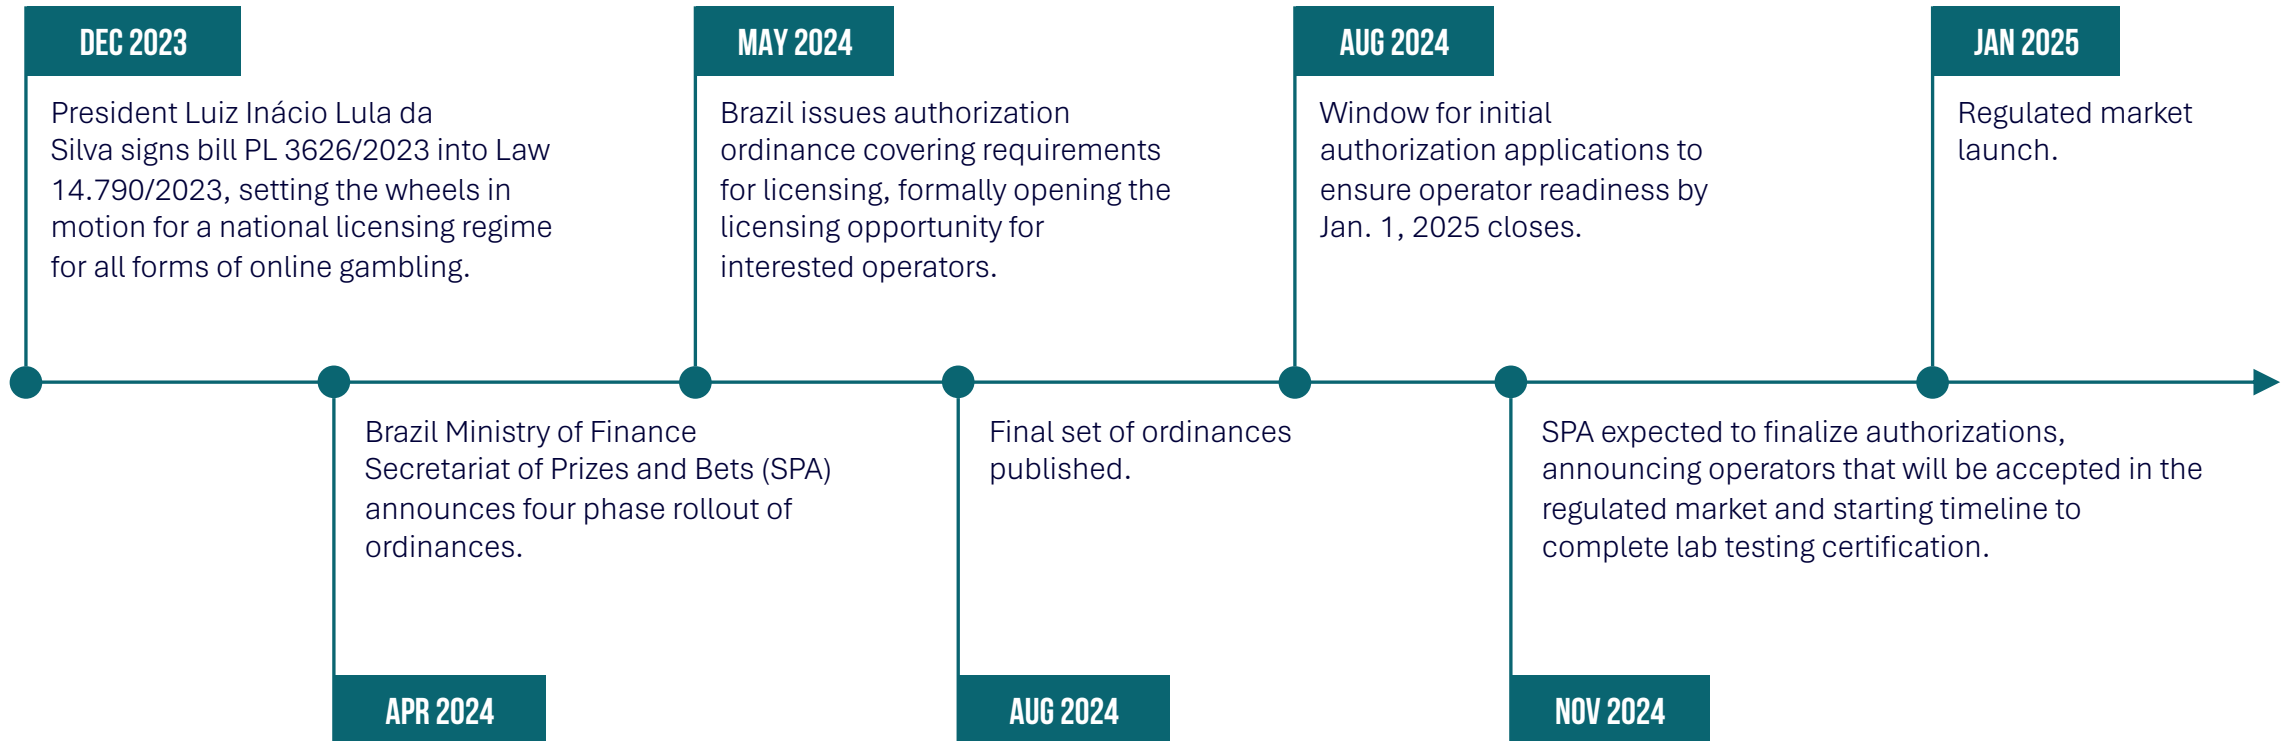 DEC 2023
President Luiz Inácio Lula da
Silva signs bill PL 3626/2023 into Law
14.790/2023, setting the wheels in
motion for a national licensing regime
for all forms of online gambling.
APR 2024
Brazil Ministry of Finance
Secretariat of Prizes and Bets (SPA)
announces four phase rollout of
ordinances.
MAY 2024
Brazil issues authorization
ordinance covering requirements
for licensing, formally opening the
licensing opportunity for
interested operators.
AUG 2024
Final set of ordinances
published.
AUG 2024
Window for initial
authorization applications to
ensure operator readiness by
Jan. 1, 2025 closes.
NOV 2024
SPA expected to finalize authorizations,
announcing operators that will be accepted in the
regulated market and starting timeline to
complete lab testing certification.
JAN 2025
Regulated market
launch.